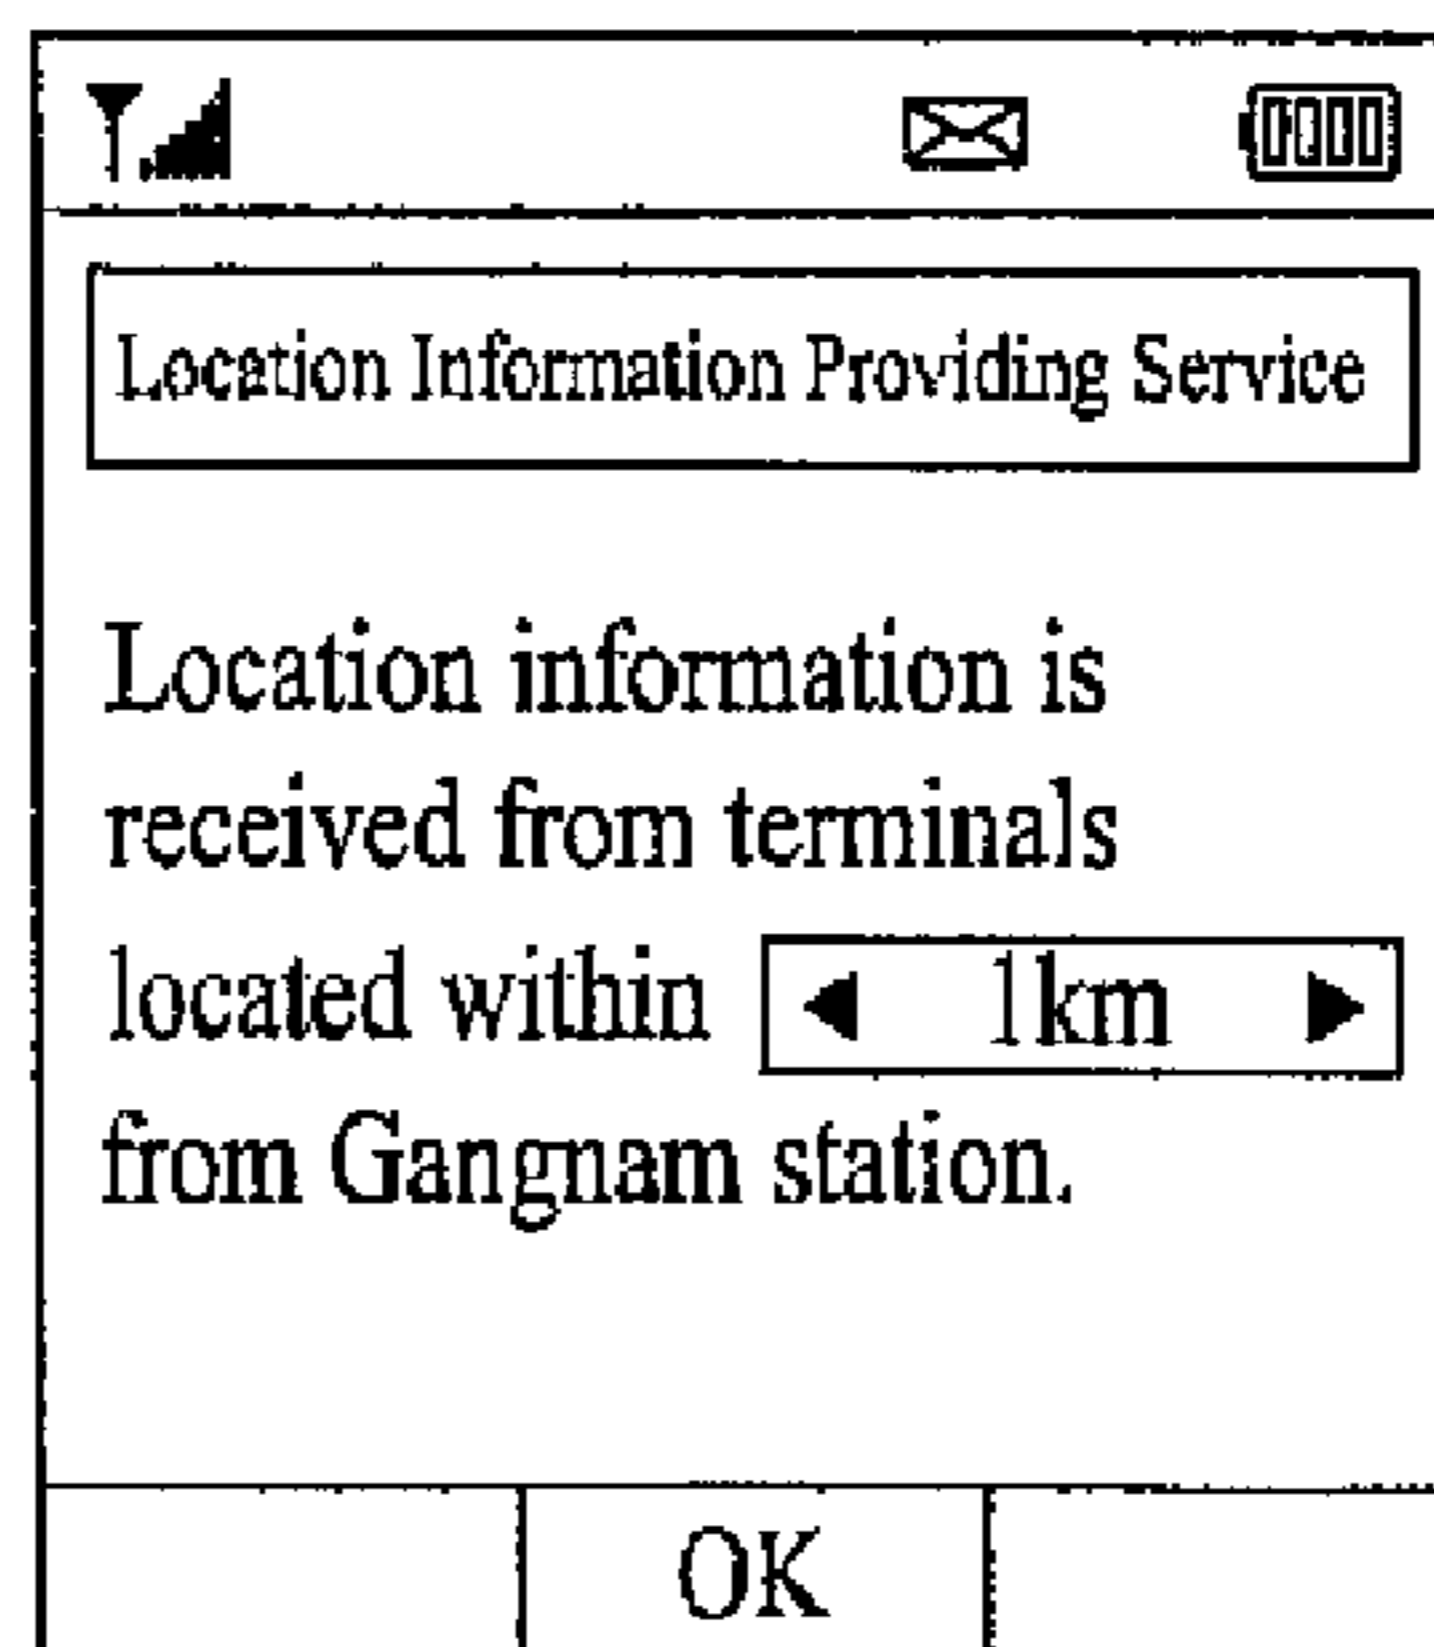 Location Information Providing Service
Location information is
received from terminals
located within ◀ 1km ▶
from Gangnam station.
OK